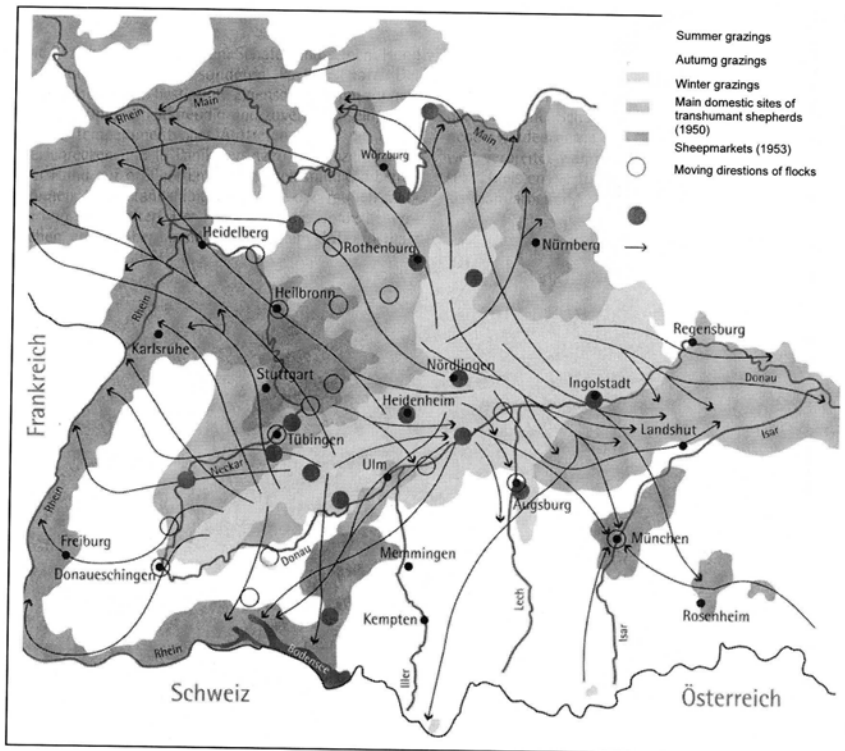 Summer grazings
Autumg grazings
Winter grazings
Main domestic sites of
transhumant shepherds
(1950)
Sheepmarkets (1953)
Moving directions of flocks
Rhein
Main
Main
Würzburg
Heidelberg
Rothenburg
Nürnberg
Heilbronn
Rhein
Karlsruhe
Regensburg
Frankreich
Stuttgart
Nördlingen
Ingolstadt
Donau
Heidenheim
Landshut
Tübingen
Isar
Neckar
Ulm
Augsburg
Rhein
Freiburg
Donau
Memmingen
München
Donaueschingen
Lech
Kempten
Rosenheim
Isar
Rhein
Bodensee
Iller
Schweiz
Österreich